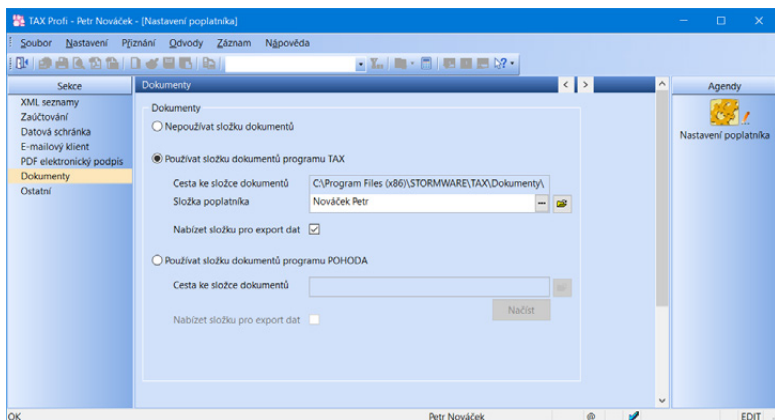 TAX Profi - Petr Nováček - [Nastavení poplatníka]
Soubor Nastavení Přiznání Odvody Záznam Nápověda
Sekce
XML seznamy
Zaúčtování
Datová schránka
E-mailový klient
PDF elektronický podpis
Dokumenty
Ostatní
Dokumenty
Dokumenty
Nepoužívat složku dokumentů
Používat složku dokumentů programu TAX
Cesta ke složce dokumentů C:\Program Files (x86)\STORMWARE\TAX\Dokumenty\
Složka poplatníka Nováček Petr
Nabízet složku pro export dat
Používat složku dokumentů programu POHODA
Cesta ke složce dokumentů
Načíst
Nabízet složku pro export dat
Agendy
Nastavení poplatníka
OK Petr Nováček @ EDIT